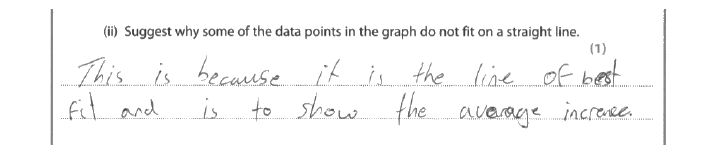 (ii) Suggest why some of the data points in the graph do not fit on a straight line.
(1)
This is because it is the line of best
fit and is to show the average increace.